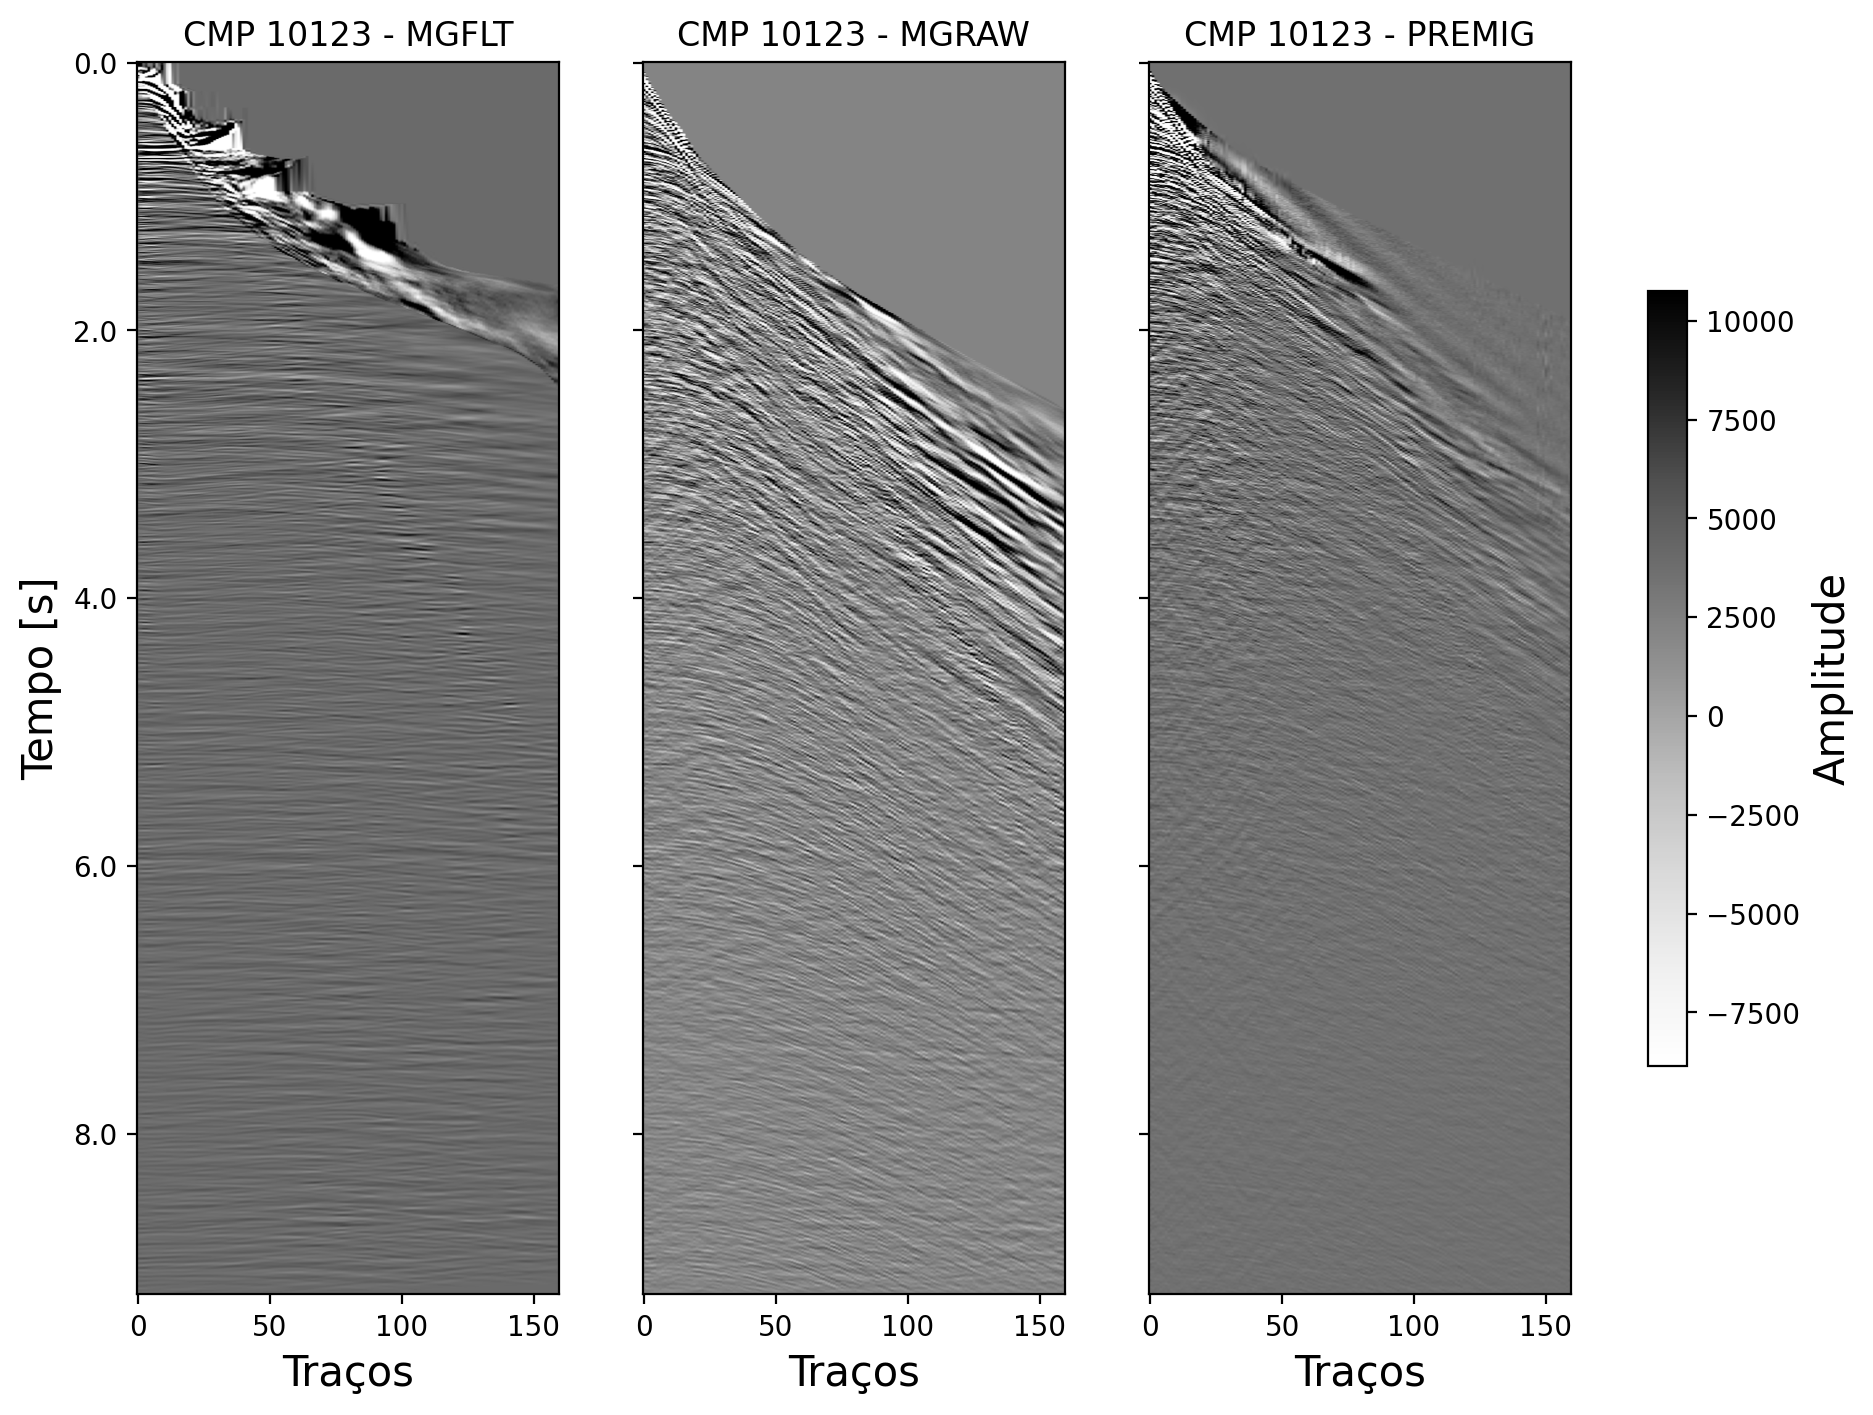 CMP 10123 - MGFLT
CMP 10123 - MGRAW
CMP 10123 - PREMIG
0.0
2.0
4.0
6.0
8.0
Tempo [s]
0 50 100 150
0 50 100 150
0 50 100 150
Traços
Traços
Traços
10000
7500
5000
2500
0
−2500
−5000
−7500
Amplitude